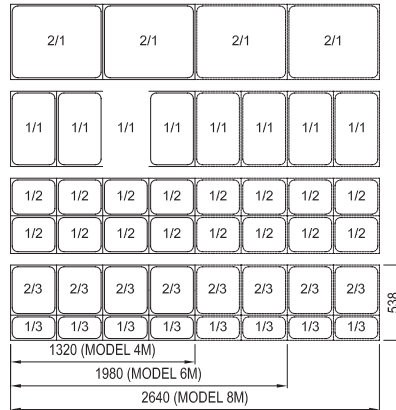 2/1 2/1 2/1 2/1
1/1 1/1 1/1 1/1 1/1 1/1 1/1 1/1
1/2 1/2 1/2 1/2 1/2 1/2 1/2 1/2
1/2 1/2 1/2 1/2 1/2 1/2 1/2 1/2
2/3 2/3 2/3 2/3 2/3 2/3 2/3 2/3
538
1/3 1/3 1/3 1/3 1/3 1/3 1/3 1/3
1320 (MODEL 4M)
1980 (MODEL 6M)
2640 (MODEL 8M)